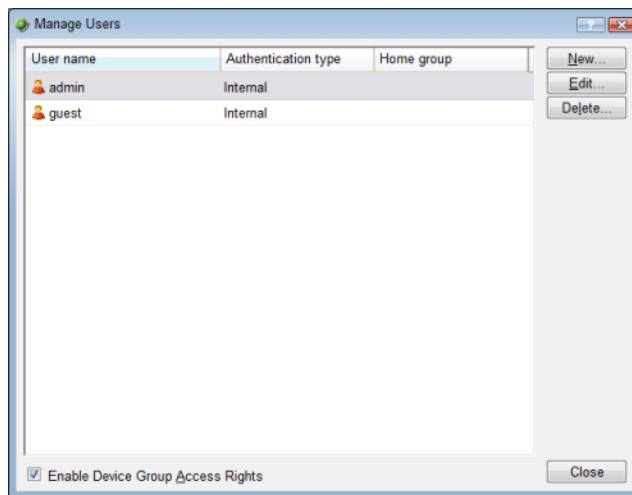 Manage Users
User name Authentication type Home group
admin Internal
guest Internal
New...
Edit...
Delete...
Enable Device Group Access Rights
Close